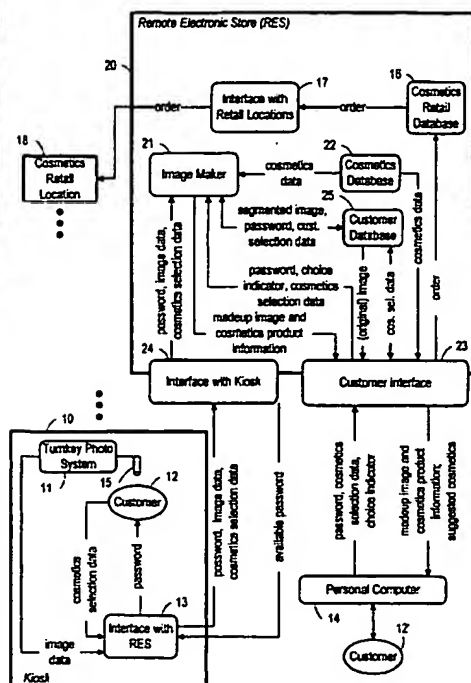 Remote Electronic Store (RES)
20
17
16
Interface with
Retail Locations
Cosmetics
Retail
Database
order
order
18
Cosmetics
Retail
Location
21
Image Maker
cosmetics
data
22
Cosmetics
Database
25
Customer
Database
segmented image,
password, cust.
selection data
password, image data,
cosmetics selection data
password, choice
indicator, cosmetics
selection data
madeup image and
cosmetics product
information
(original) image
cos. sel. data
cosmetics data
order
24
Interface with Kiosk
Customer Interface
23
10
Turnkey Photo
System
11
15
12
Customer
cosmetics
selection data
password
13
Interface with
RES
image
data
Kiosk
password, image data,
cosmetics selection data
available password
password, cosmetics
selection data,
choice indicator
madeup image and
cosmetics product
information;
suggested cosmetics
Personal Computer
14
Customer
12'